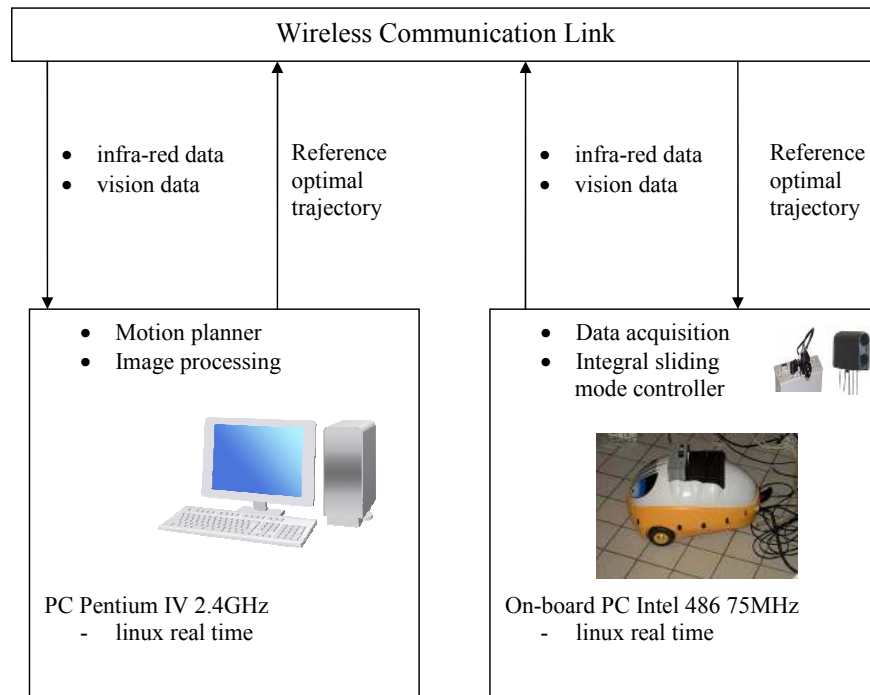 Wireless Communication Link
• infra-red data
• vision data
Reference
optimal
trajectory
• infra-red data
• vision data
Reference
optimal
trajectory
• Motion planner
• Image processing
PC Pentium IV 2.4GHz
- linux real time
• Data acquisition
• Integral sliding
mode controller
On-board PC Intel 486 75MHz
- linux real time